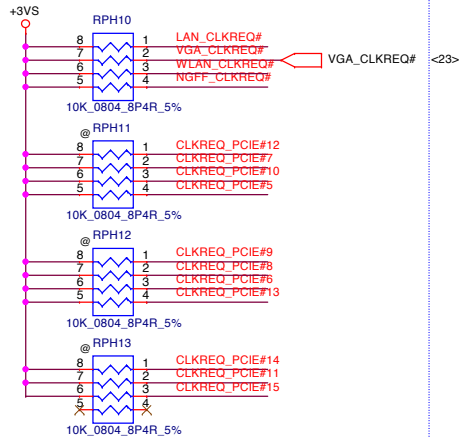 +3VS
RPH10
8 1 LAN_CLKREQ#
7 2 VGA_CLKREQ#
6 3 WLAN_CLKREQ#
5 4 NGFF_CLKREQ#
VGA_CLKREQ# <23>
10K_0804_8P4R_5%
@ RPH11
8 1 CLKREQ_PCIE#12
7 2 CLKREQ_PCIE#7
6 3 CLKREQ_PCIE#10
5 4 CLKREQ_PCIE#5
10K_0804_8P4R_5%
@ RPH12
8 1 CLKREQ_PCIE#9
7 2 CLKREQ_PCIE#8
6 3 CLKREQ_PCIE#6
5 4 CLKREQ_PCIE#13
10K_0804_8P4R_5%
@ RPH13
8 1 CLKREQ_PCIE#14
7 2 CLKREQ_PCIE#11
6 3 CLKREQ_PCIE#15
5 4
10K_0804_8P4R_5%